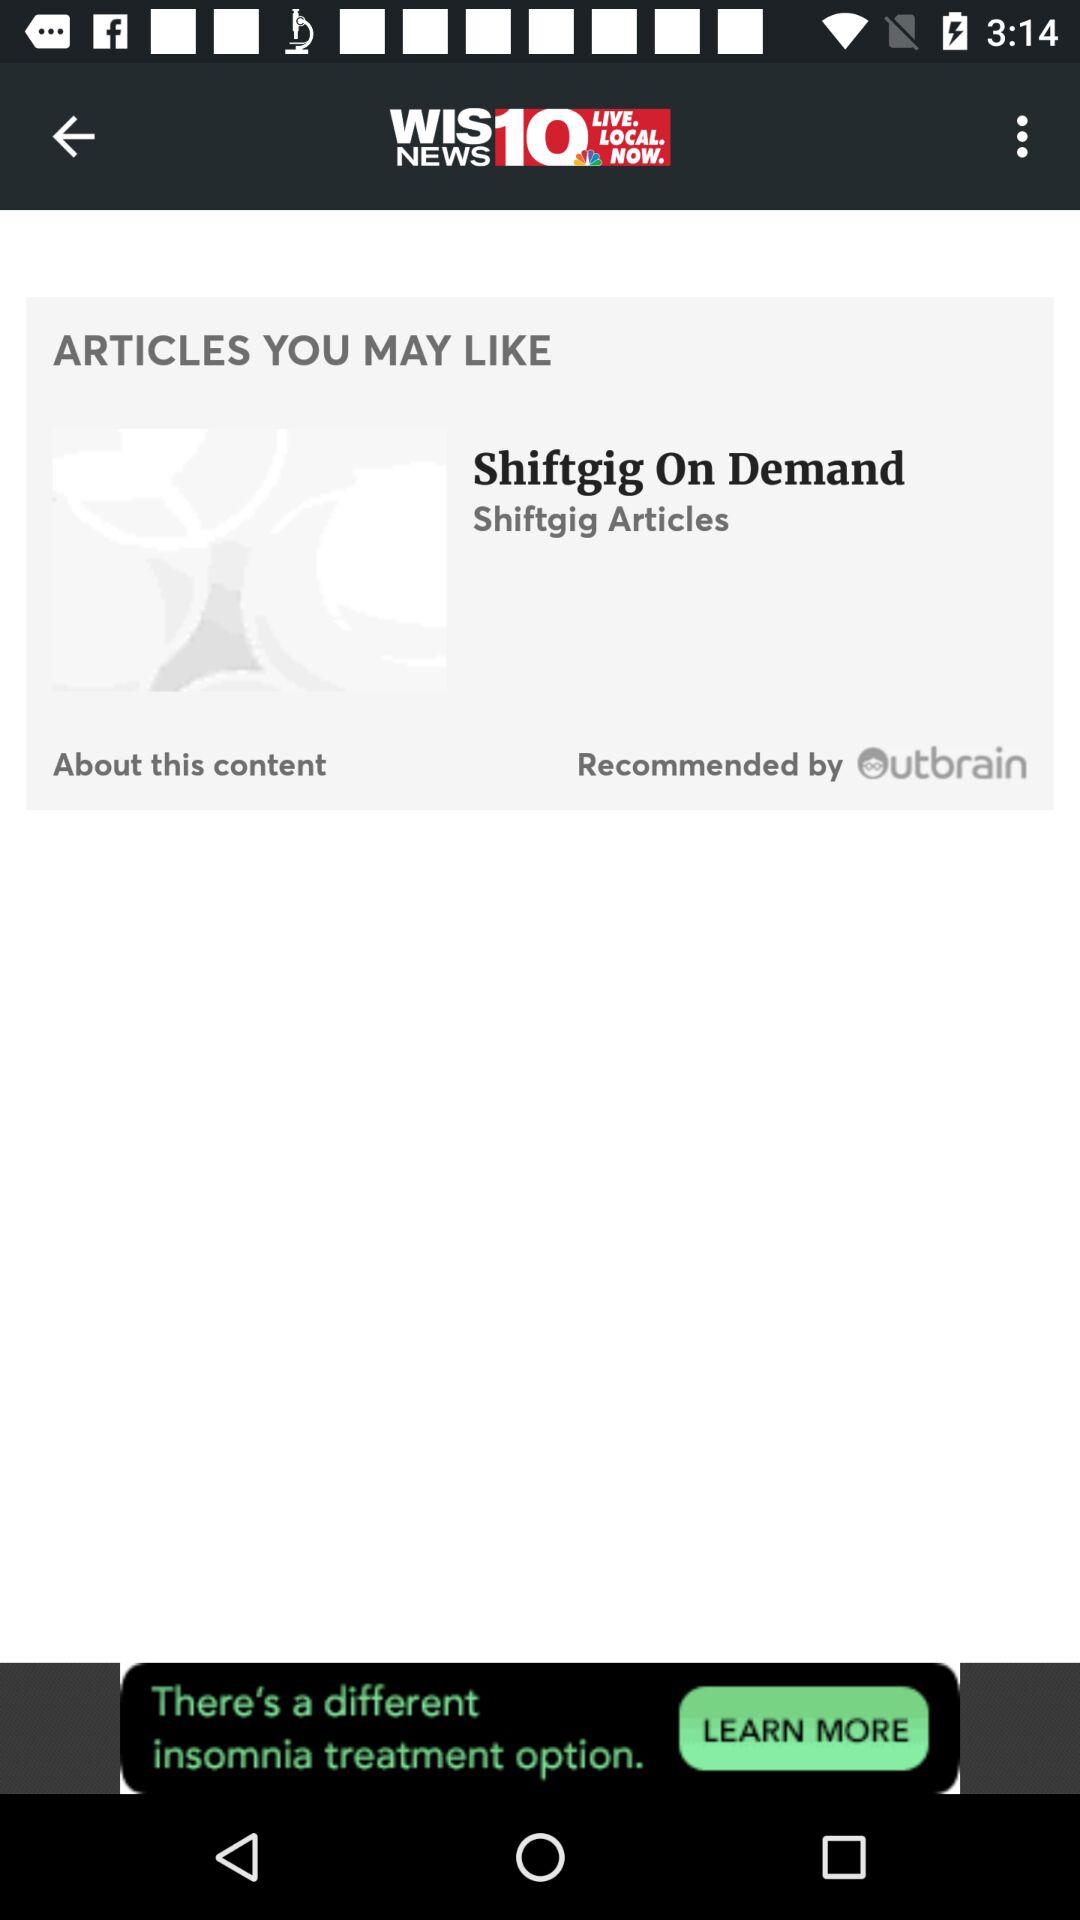 3:14
WIS
NEWS
10
LIVE.
LOCAL.
NOW.
ARTICLES YOU MAY LIKE
Shiftgig On Demand
Shiftgig Articles
About this content
Recommended by Outbrain
There's a different
insomnia treatment option.
LEARN MORE